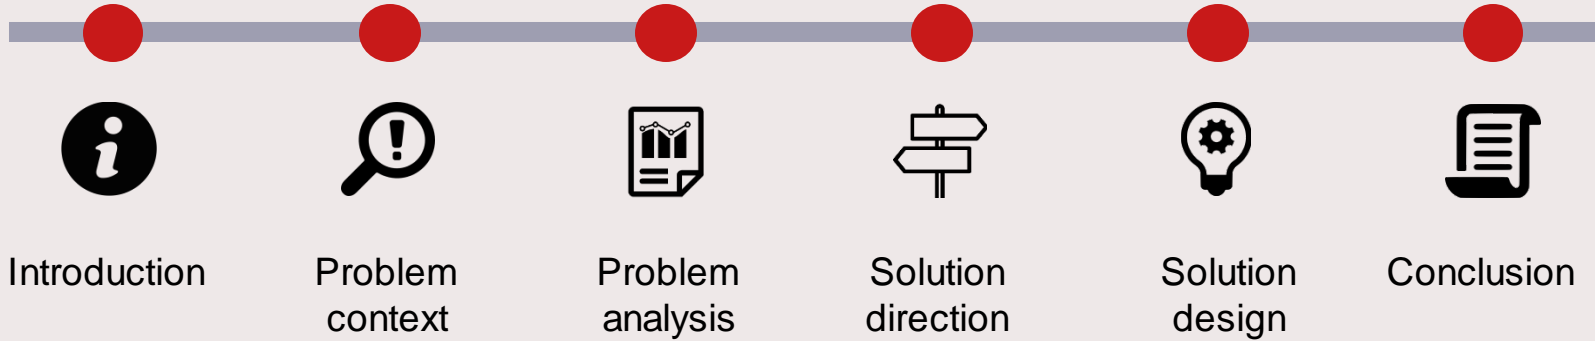 Introduction
Problem
context
Problem
analysis
Solution
direction
Solution
design
Conclusion